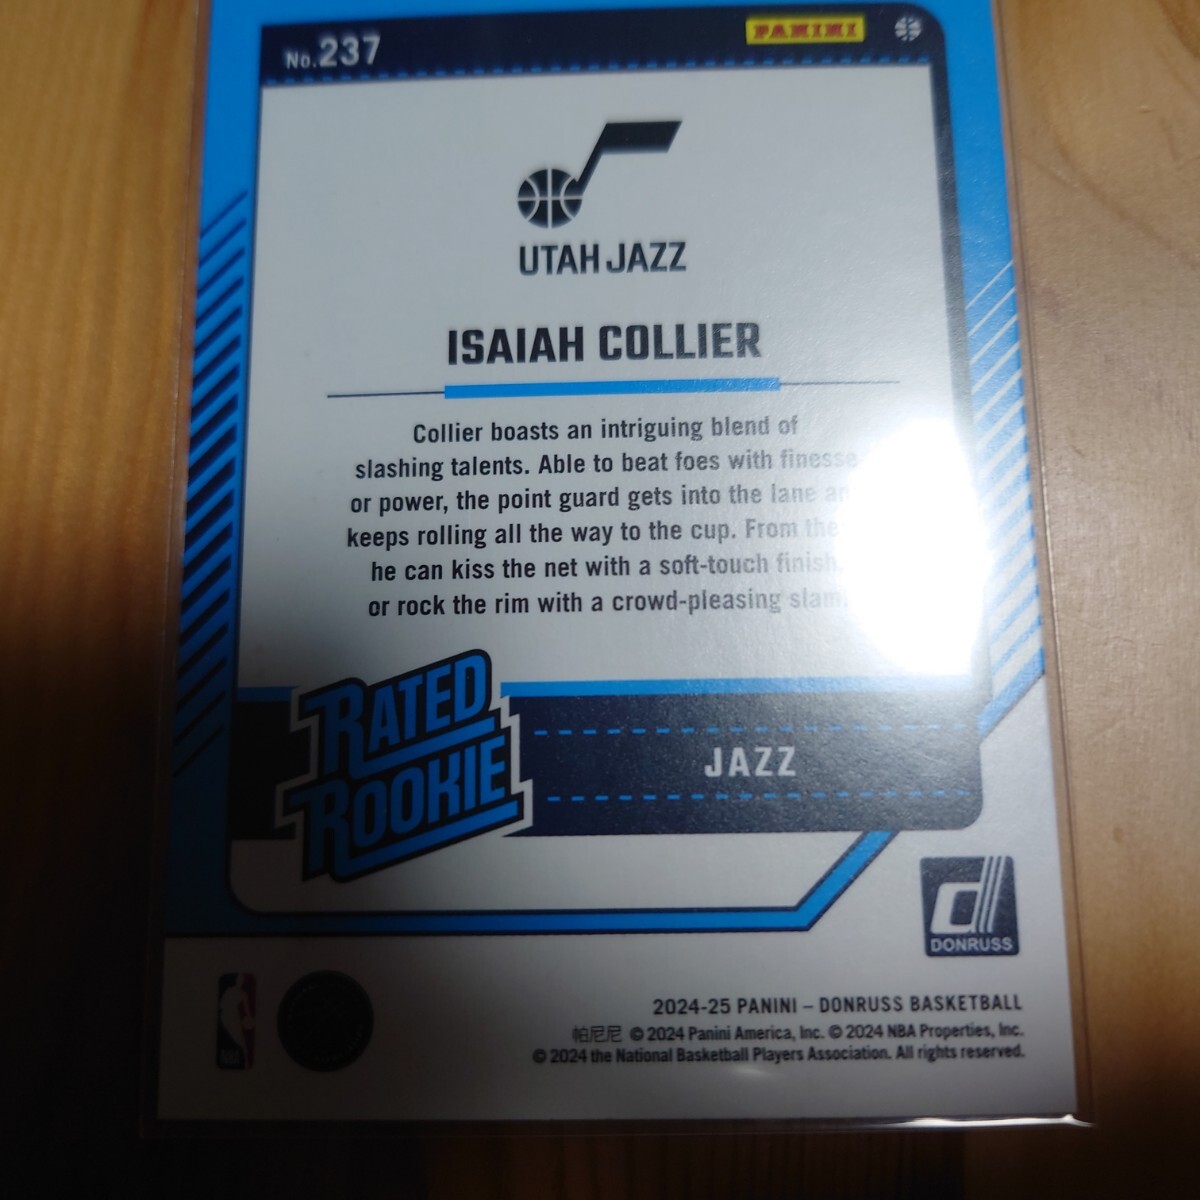 No.237
PANINI
UTAH JAZZ
ISAIAH COLLIER
Collier boasts an intriguing blend of
slashing talents. Able to beat foes with finesse
or power, the point guard gets into the lane
keeps rolling all the way to the cup. From
he can kiss the net with a soft-touch finish
or rock the rim with a crowd-pleasing slam.
RATED
ROOKIE
JAZZ
d
DONRUSS
2024-25 PANINI – DONRUSS BASKETBALL
帕尼尼 © 2024 Panini America, Inc. © 2024 NBA Properties, Inc.
© 2024 the National Basketball Players Association. All rights reserved.